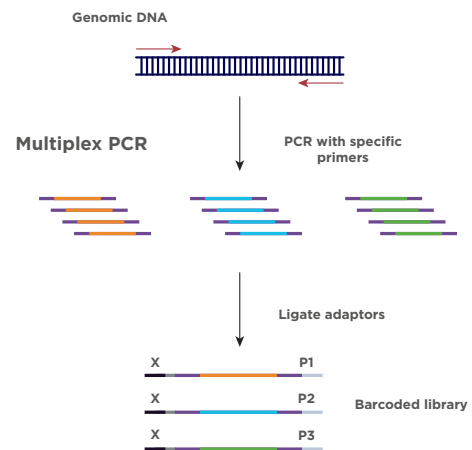 Genomic DNA
Multiplex PCR
PCR with specific
primers
Ligate adaptors
X P1
X P2
Barcoded library
X P3